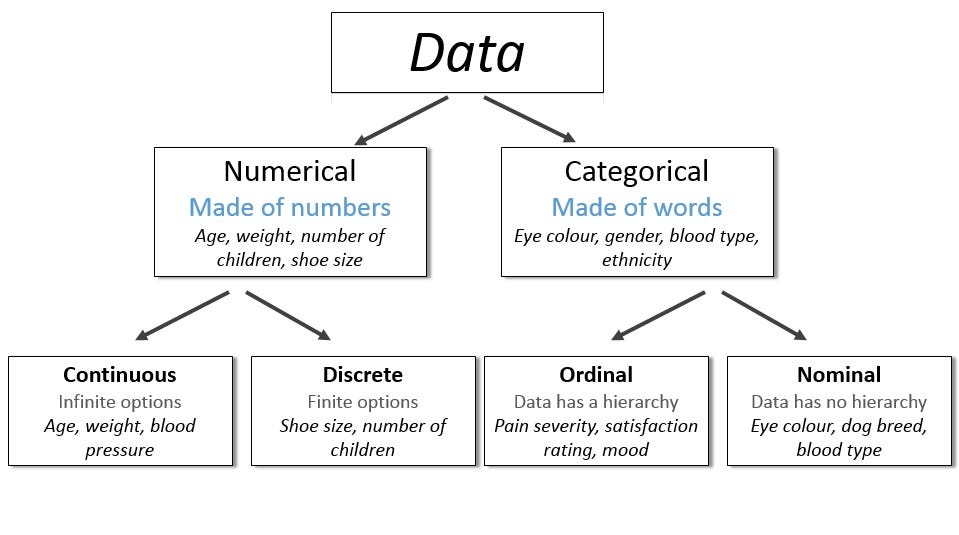 Data
Numerical
Made of numbers
Age, weight, number of
children, shoe size
Categorical
Made of words
Eye colour, gender, blood type,
ethnicity
Continuous
Infinite options
Age, weight, blood
pressure
Discrete
Finite options
Shoe size, number of
children
Ordinal
Data has a hierarchy
Pain severity, satisfaction
rating, mood
Nominal
Data has no hierarchy
Eye colour, dog breed,
blood type